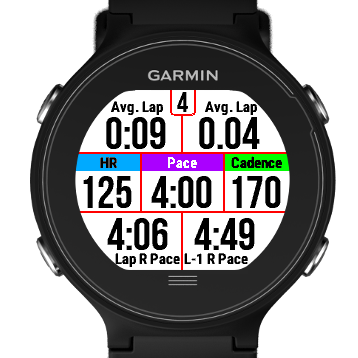 GARMIN
4
Avg. Lap Avg. Lap
0:09 0.04
HR Pace Cadence
125 4:00 170
4:06 4:49
Lap R Pace L-1 R Pace